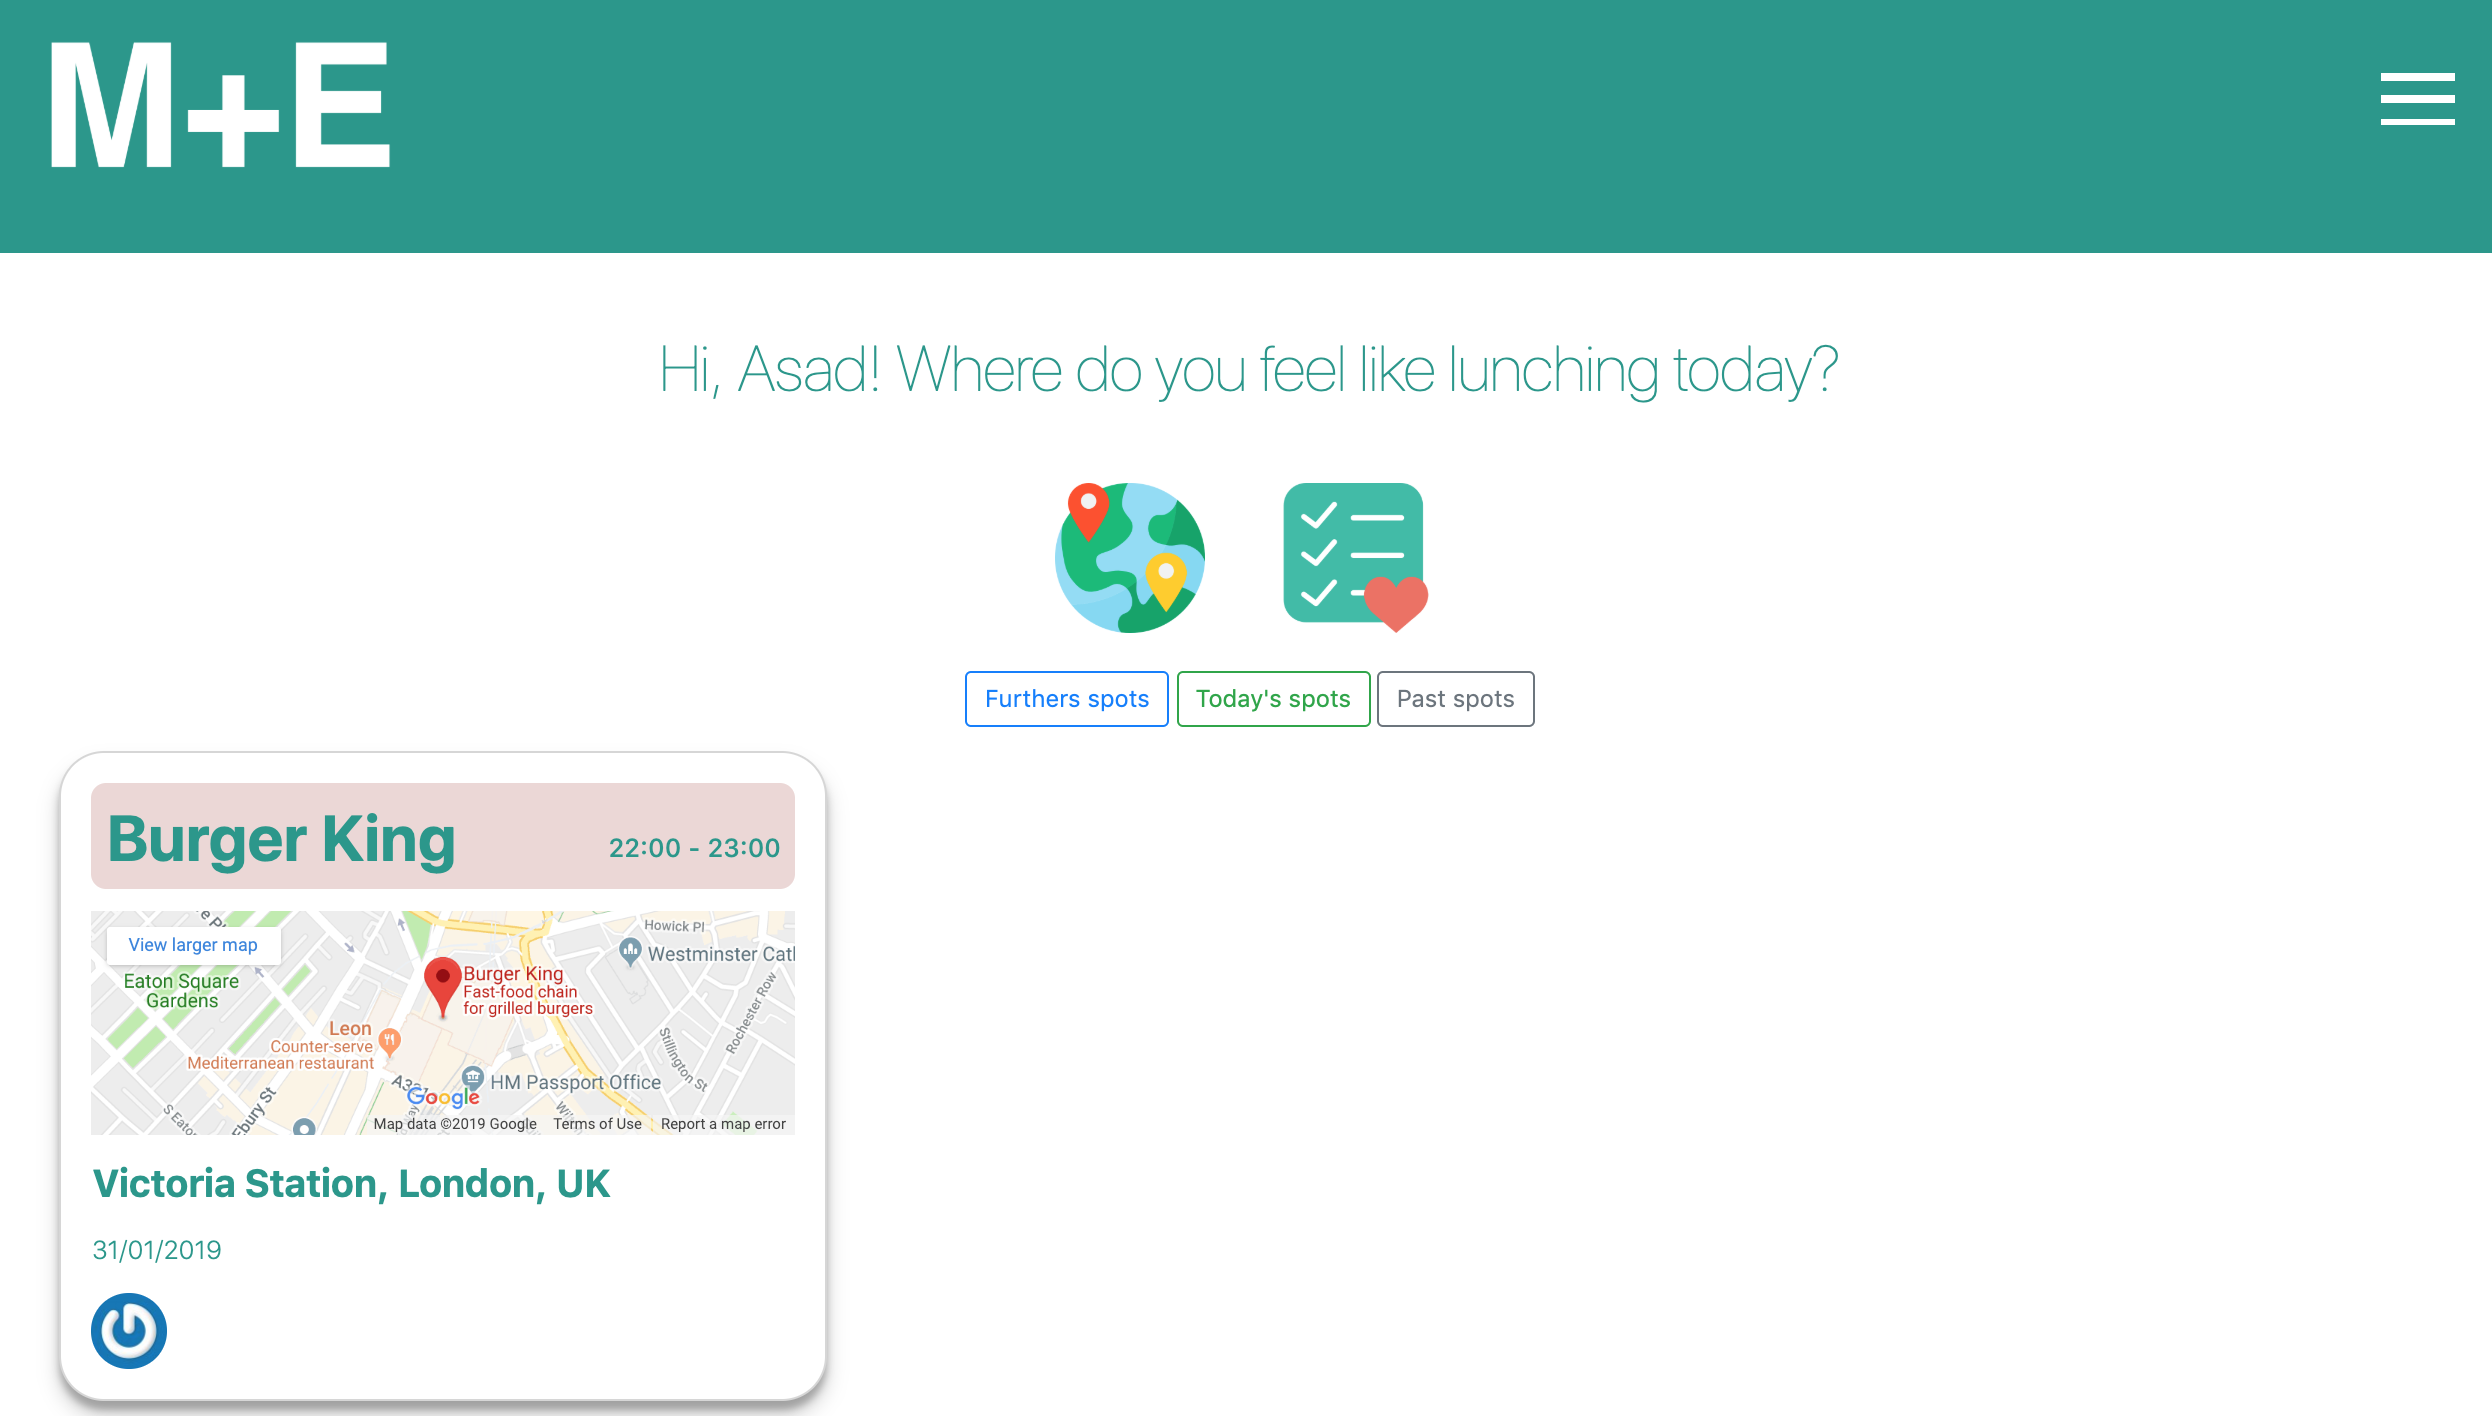 M+E
Hi, Asad! Where do you feel like lunching today?
Furthers spots
Today's spots
Past spots
Burger King
22:00 - 23:00
View larger map
Howick Pl
Westminster Cat
Eaton Square
Gardens
Burger King
Fast-food chain
for grilled burgers
Rochester Row
Leon
Counter-serve
Mediterranean restaurant
Stillington St
HM Passport Office
Google
Ebury St
S Eato
Map data ©2019 Google
Terms of Use
Report a map error
Victoria Station, London, UK
31/01/2019